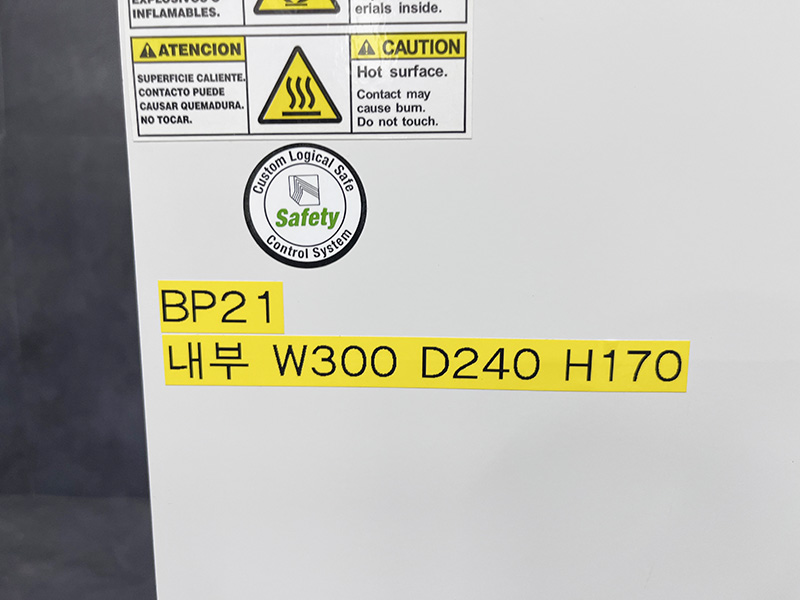 INFLAMABLES.
erials inside.
ATENCION
SUPERFICIE CALIENTE.
CONTACTO PUEDE
CAUSAR QUEMADURA.
NO TOCAR.
CAUTION
Hot surface.
Contact may
cause burn.
Do not touch.
Custom Logical Safe
Safety
Control System
BP21
내부 W300 D240 H170